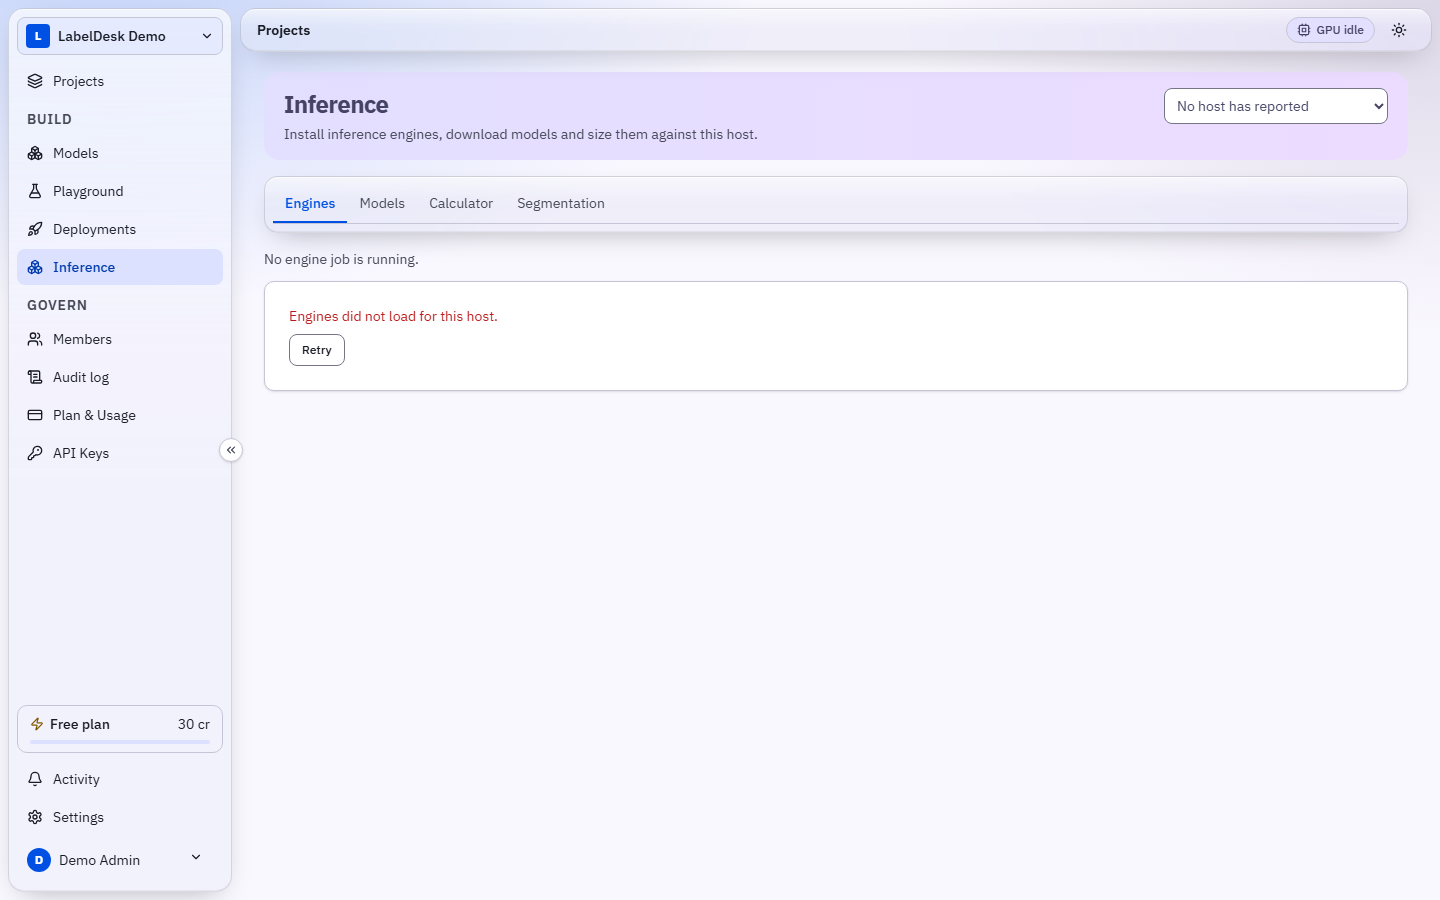 L LabelDesk Demo
Projects
BUILD
Models
Playground
Deployments
Inference
GOVERN
Members
Audit log
Plan & Usage
API Keys
Free plan 30 cr
Activity
Settings
D Demo Admin
Projects
GPU idle
Inference
Install inference engines, download models and size them against this host.
No host has reported
Engines Models Calculator Segmentation
No engine job is running.
Engines did not load for this host.
Retry